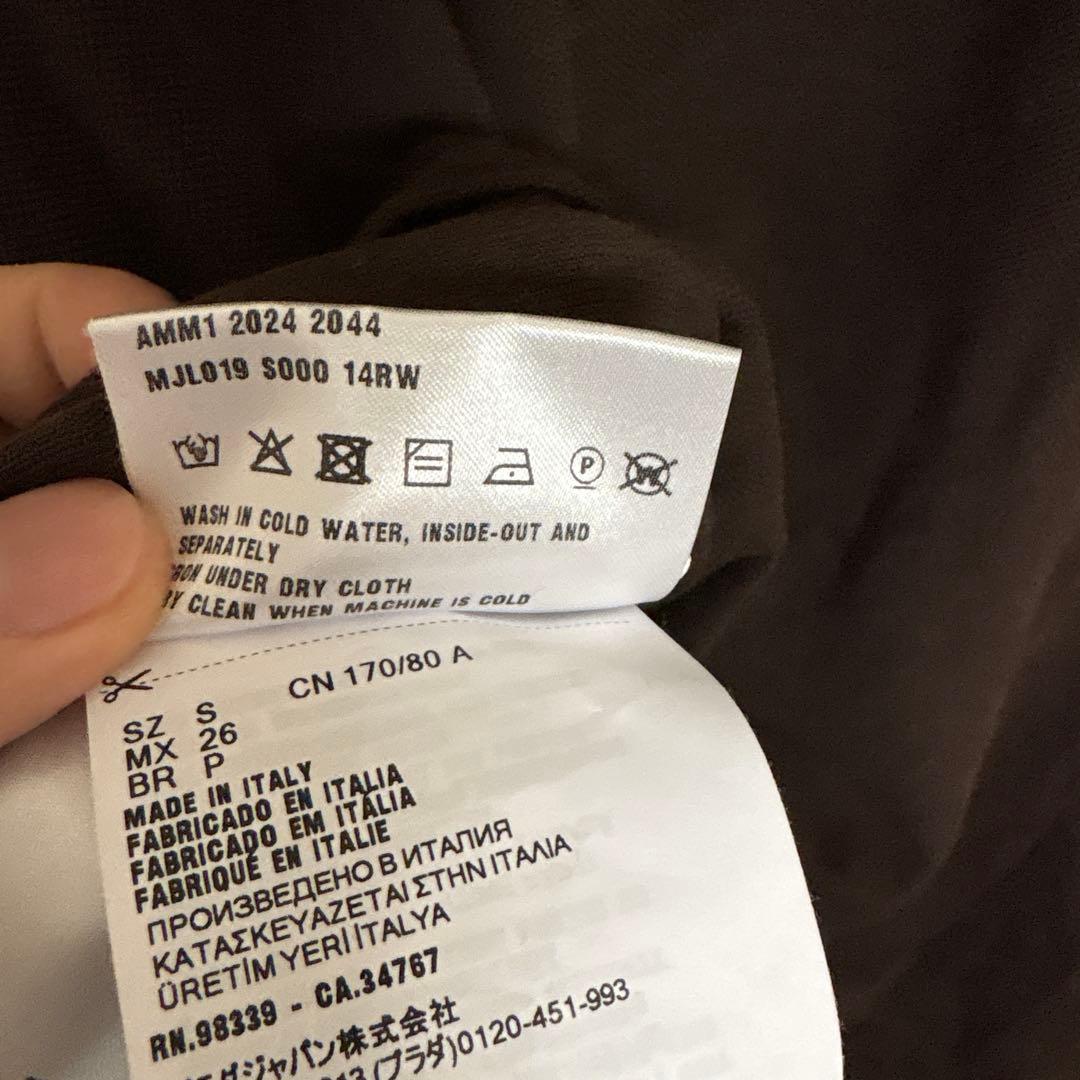 AMM1 2024 2044
MJL019 S000 14RW
P
W
WASH IN COLD WATER, INSIDE-OUT AND
SEPARATELY
UNDER DRY CLOTH
CLEAN WHEN MACHINE IS COLD
CN 170/80 A
SZ S
MX 26
BR P
MADE IN ITALY
FABRICADO EN ITALIA
FABRICADO EM ITÁLIA
FABRIQUÉ EN ITALIE
ПРОИЗВЕДЕНО В ИТАЛИЯ
ΚΑΤΑΣΚΕΥΑΖΕΤΑΙ ΣΤΗΝ ΙΤΑΛΙΑ
ÜRETİM YERİ İTALYA
RN.98339 - CA.34767
ジャパン株式会社
(プラダ)0120-451-993